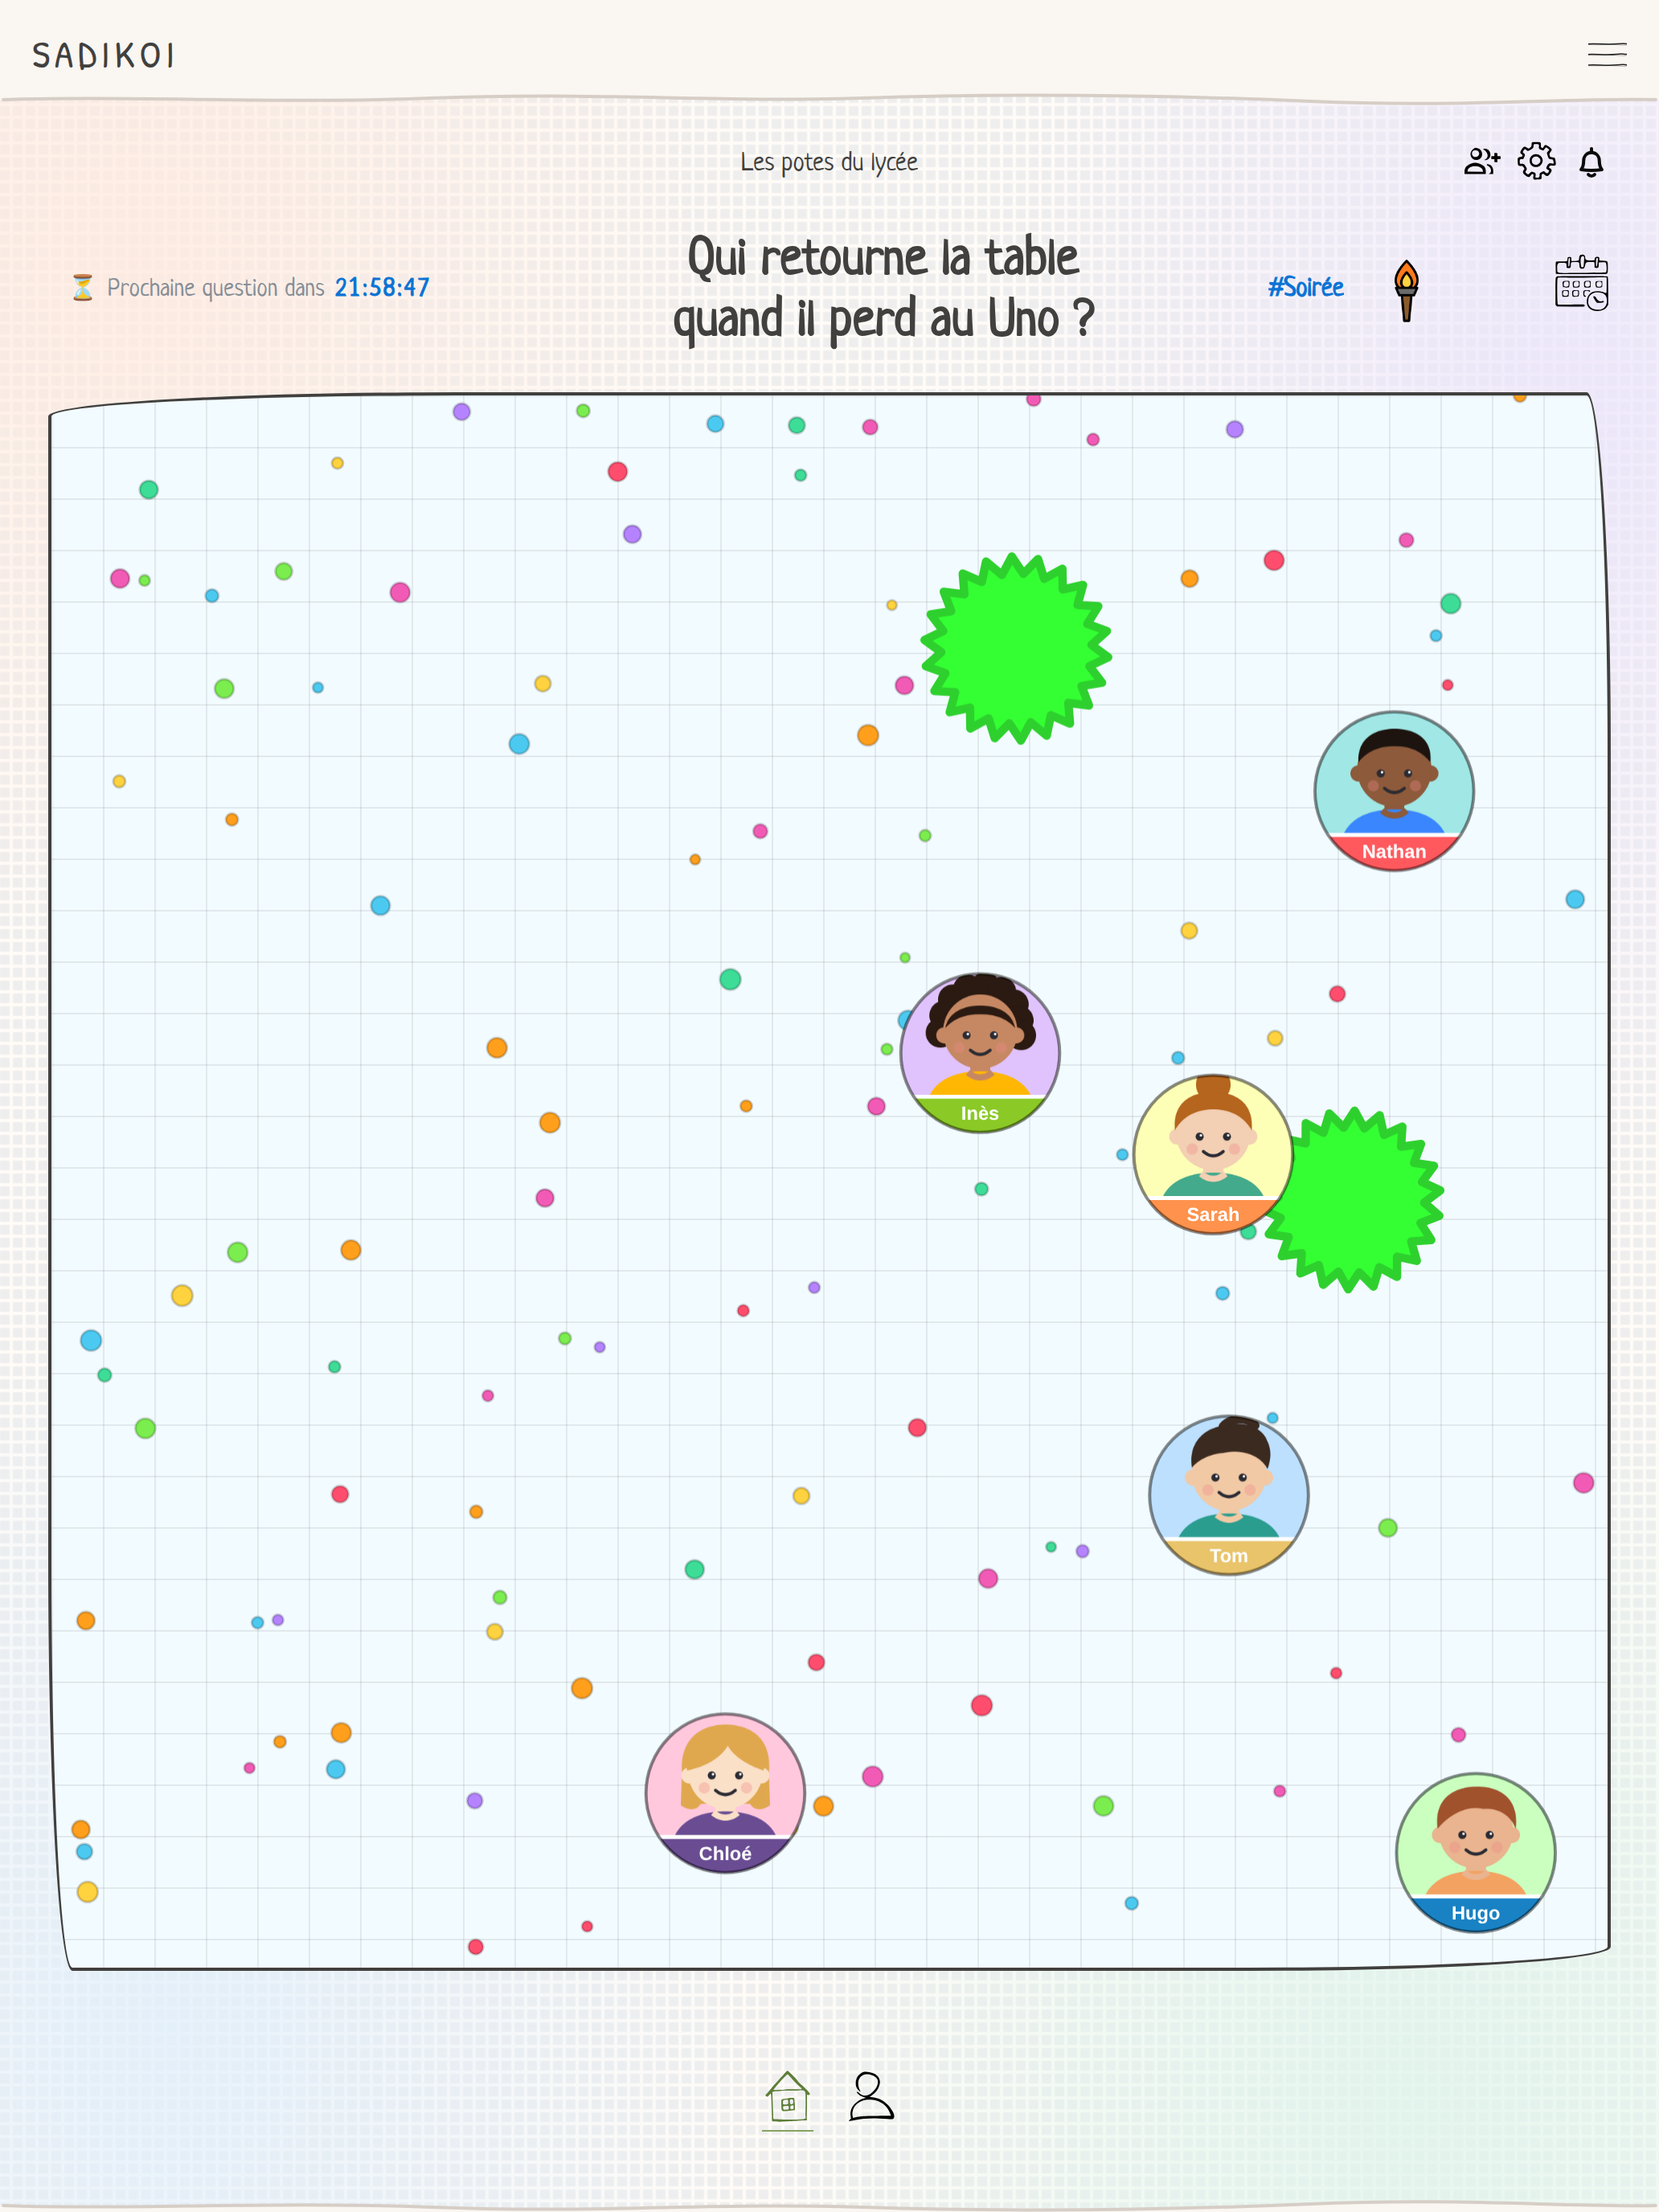 SADIKOI
Les potes du lycée
Qui retourne la table
quand il perd au Uno ?
Prochaine question dans 21:58:47
#Soirée
Nathan
Inès
Sarah
Tom
Chloé
Hugo